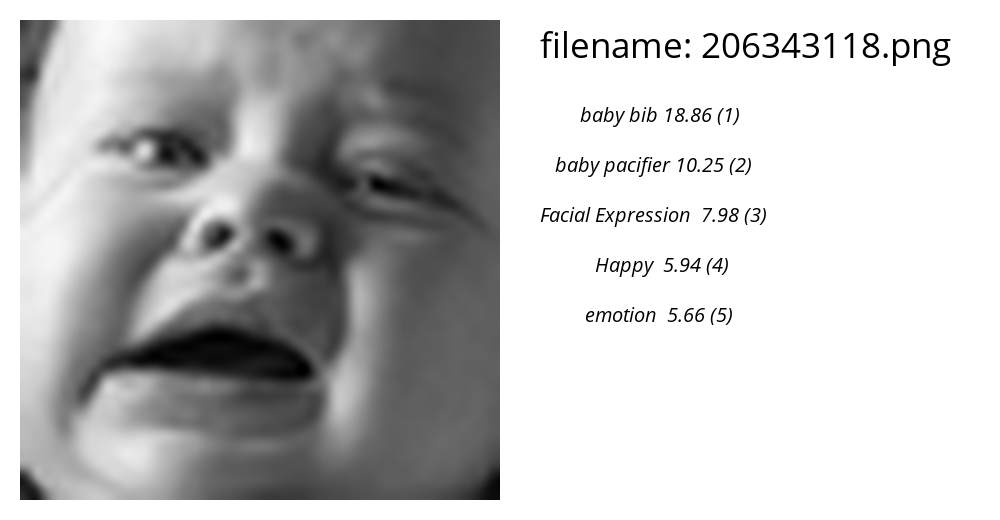 filename: 206343118.png
baby bib 18.86 (1)
baby pacifier 10.25 (2)
Facial Expression  7.98 (3)
Happy  5.94 (4)
emotion  5.66 (5)